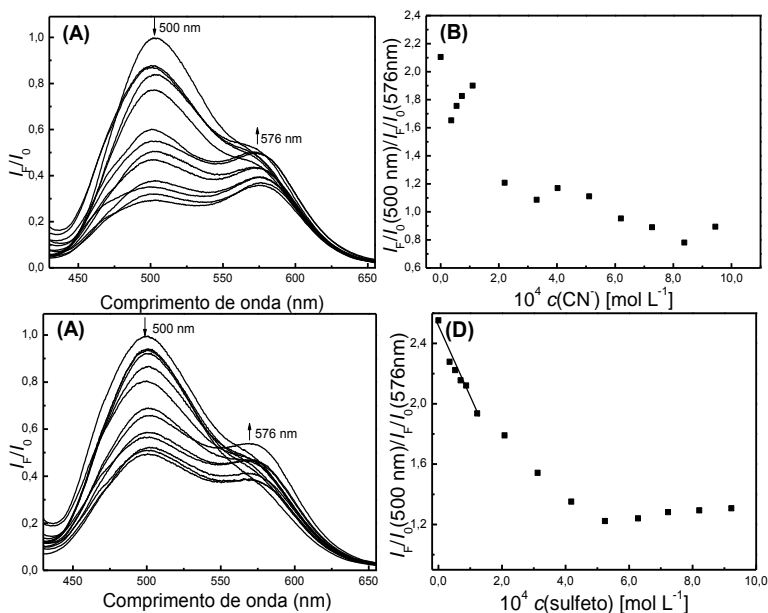 (A)
500 nm
576 nm
I_F/I_0
1,0
0,8
0,6
0,4
0,2
0,0
450 500 550 600 650
Comprimento de onda (nm)
(B)
I_F/I_0(500 nm)/I_F/I_0(576nm)
2,2
2,0
1,8
1,6
1,4
1,2
1,0
0,8
0,6
0,0 2,0 4,0 6,0 8,0 10,0
10⁴ c(CN⁻) [mol L⁻¹]
(A)
500 nm
576 nm
I_F/I_0
1,0
0,8
0,6
0,4
0,2
0,0
450 500 550 600 650
Comprimento de onda (nm)
(D)
I_F/I_0(500 nm)/I_F/I_0(576nm)
2,4
2,0
1,6
1,2
0,0 2,0 4,0 6,0 8,0 10,0
10⁴ c(sulfeto) [mol L⁻¹]